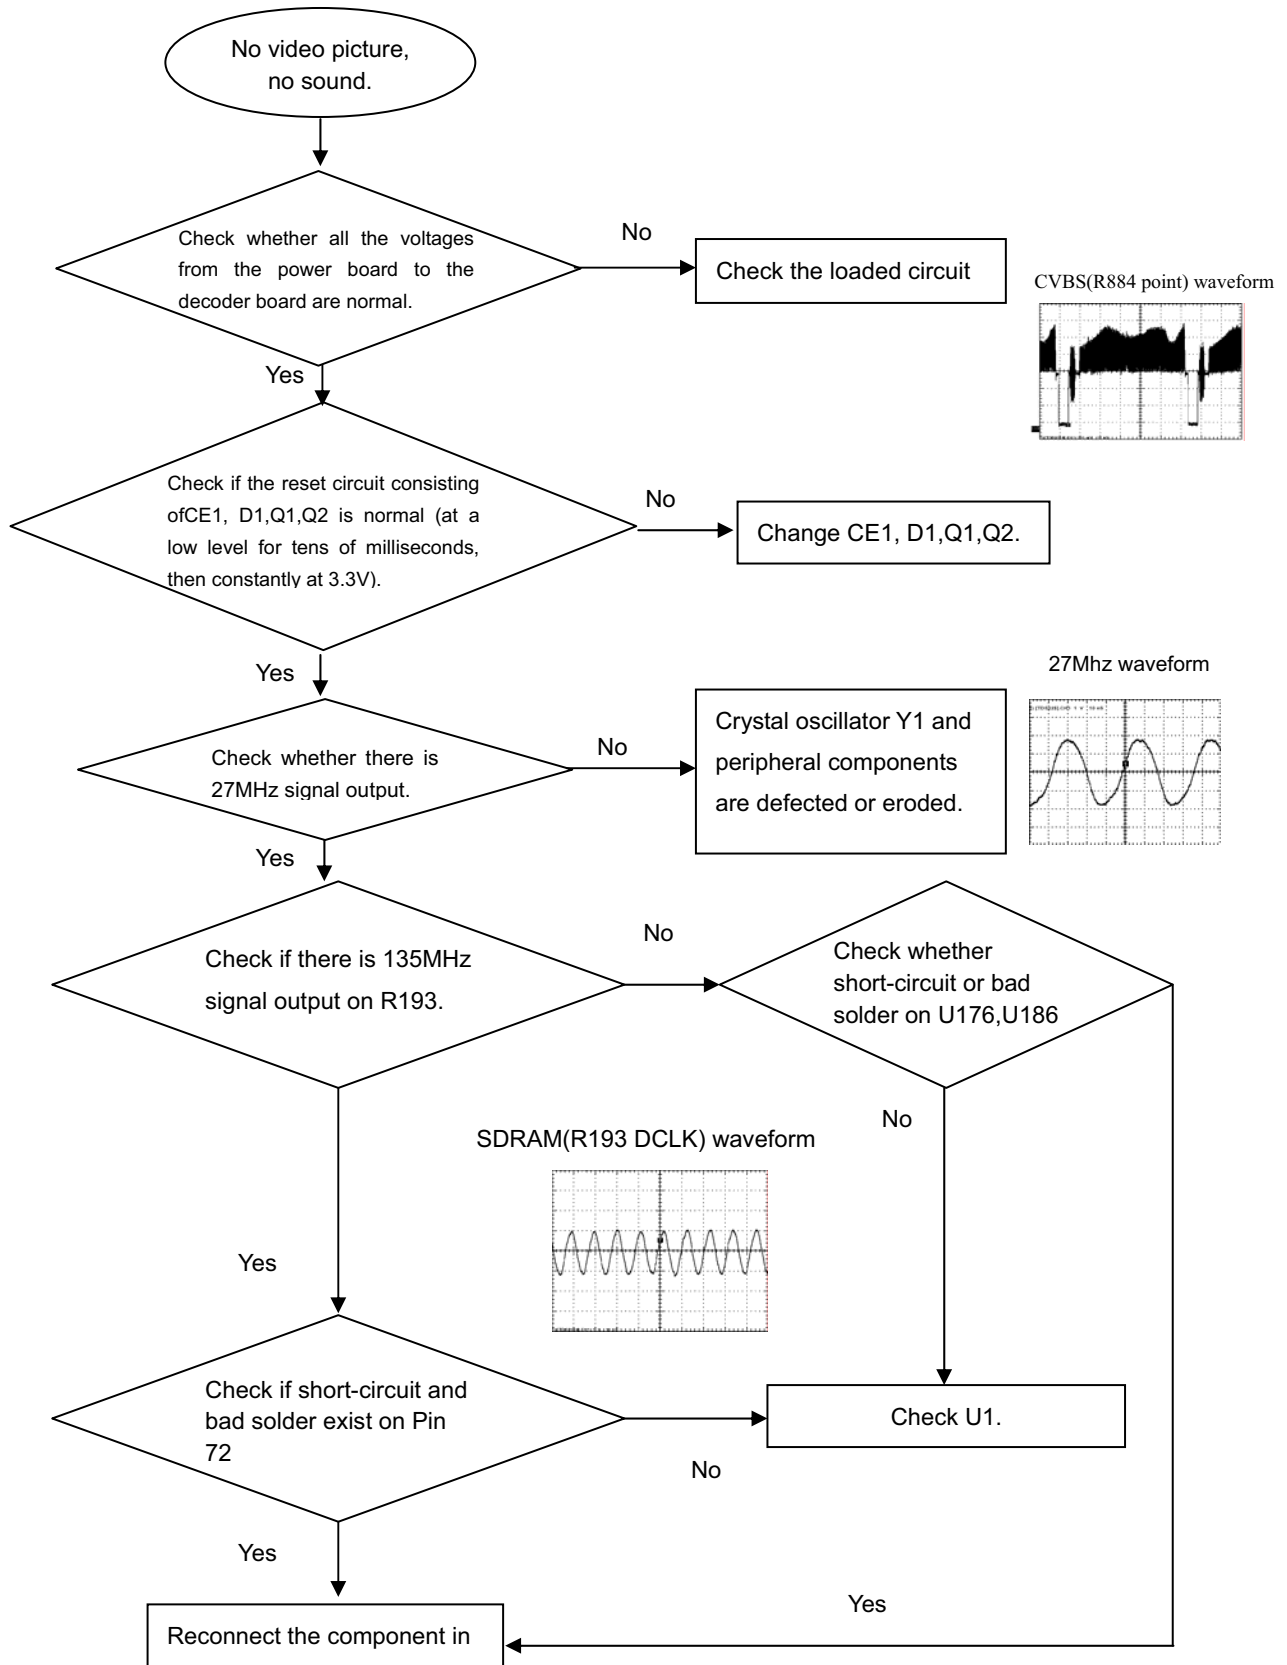 No video picture,
no sound.
Check whether all the voltages
from the power board to the
decoder board are normal.
No
Check the loaded circuit
CVBS(R884 point) waveform
Yes
Check if the reset circuit consisting
ofCE1, D1,Q1,Q2 is normal (at a
low level for tens of milliseconds,
then constantly at 3.3V).
No
Change CE1, D1,Q1,Q2.
Yes
27Mhz waveform
Check whether there is
27MHz signal output.
No
Crystal oscillator Y1 and
peripheral components
are defected or eroded.
Yes
Check if there is 135MHz
signal output on R193.
No
Check whether
short-circuit or bad
solder on U176,U186
No
SDRAM(R193 DCLK) waveform
Yes
Check if short-circuit and
bad solder exist on Pin
72
No
Check U1.
Yes
Yes
Reconnect the component in